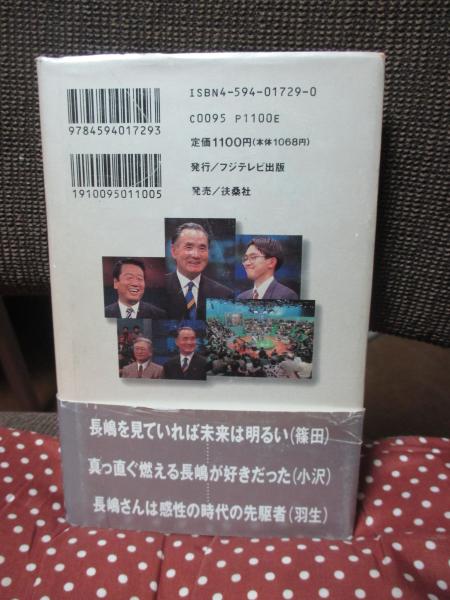 ISBN4-594-01729-0
C0095 P1100E
定価1100円(本体1068円)
発行/フジテレビ出版
発売/扶桑社
9784594017293
1910095011005
長嶋を見ていれば未来は明るい(篠田)
真っ直ぐ燃える長嶋が好きだった(小沢)
長嶋さんは感性の時代の先駆者(羽生)